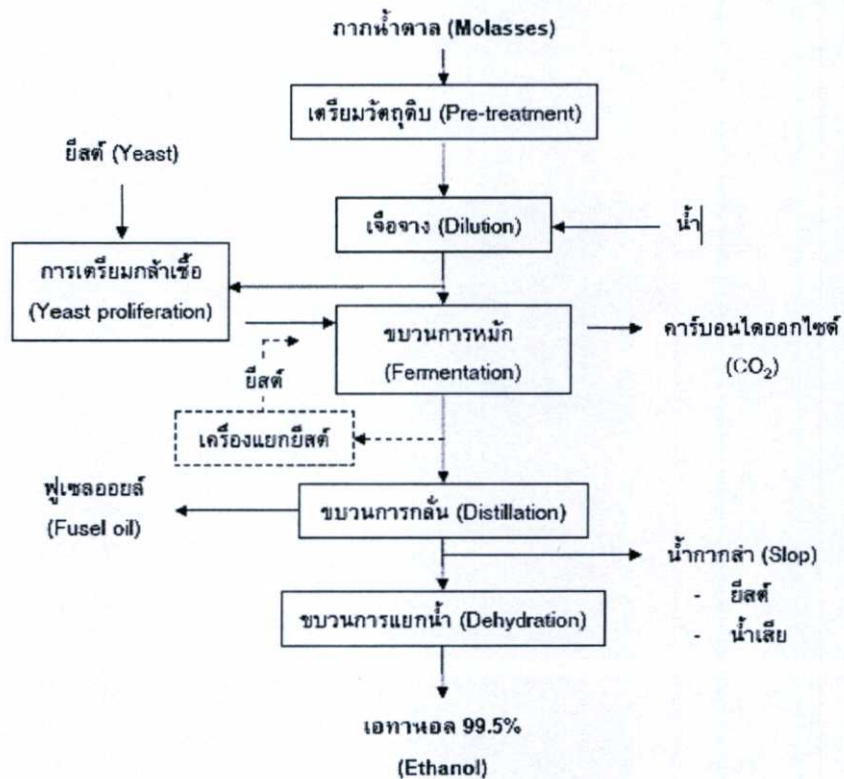 กากน้ำตาล (Molasses)
เตรียมวัตถุดิบ (Pre-treatment)
ยีสต์ (Yeast)
เจือจาง (Dilution)
น้ำ
การเตรียมกล้าเชื้อ
(Yeast proliferation)
ขบวนการหมัก
(Fermentation)
คาร์บอนไดออกไซด์
(CO₂)
ยีสต์
เครื่องแยกยีสต์
ฟูเซลออยล์
(Fusel oil)
ขบวนการกลั่น (Distillation)
น้ำกากส่า (Slop)
- ยีสต์
- น้ำเสีย
ขบวนการแยกน้ำ (Dehydration)
เอทาหอล 99.5%
(Ethanol)